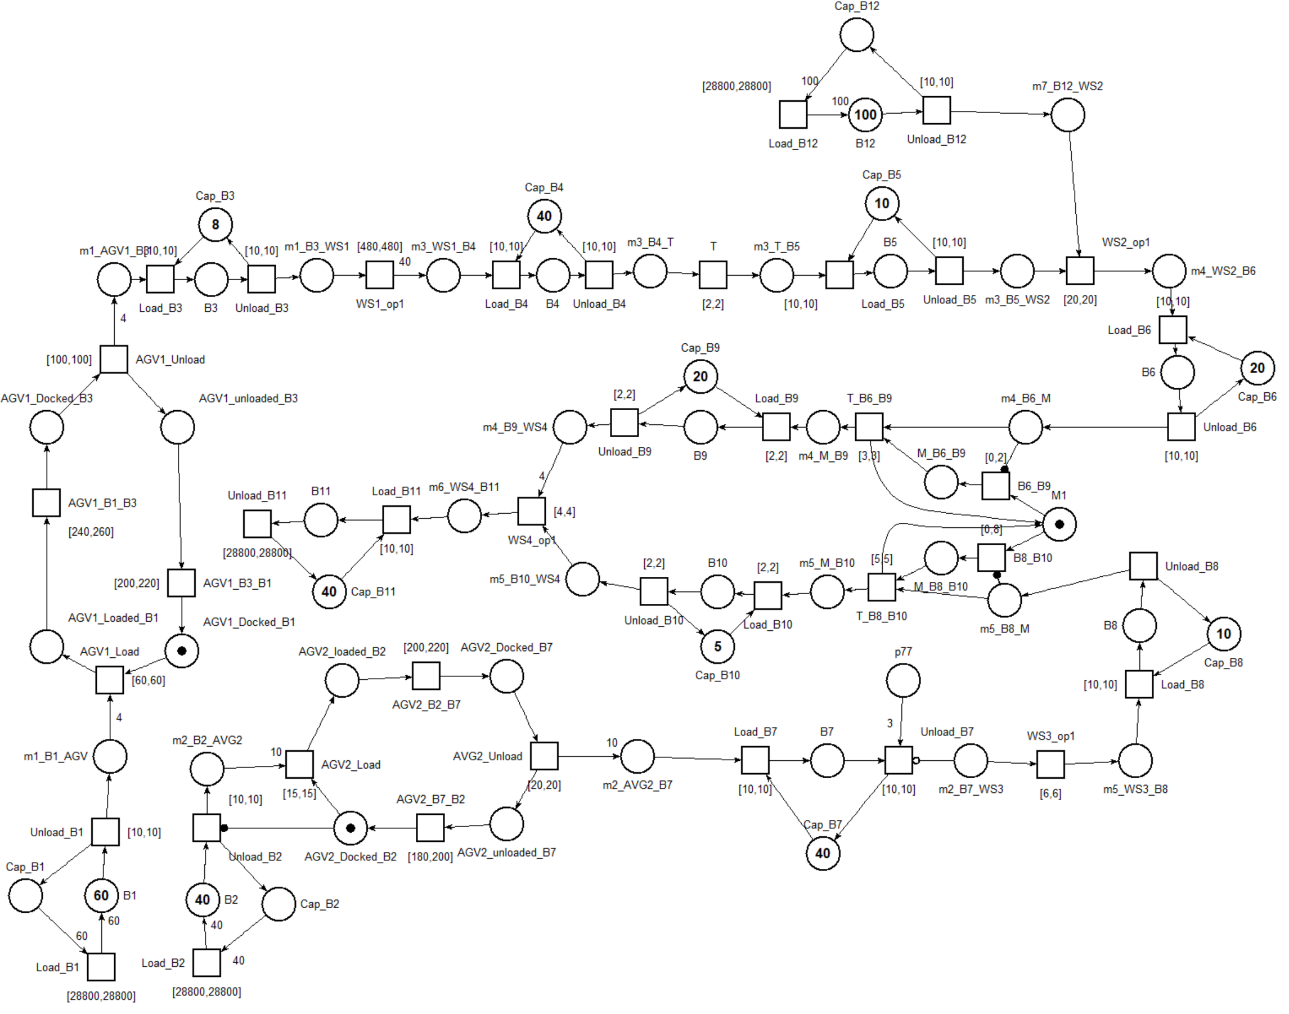 Cap_B12
[28800,28800]
100
[10,10]
m7_B12_WS2
100
100
Load_B12
B12
Unload_B12
Cap_B3
8
Cap_B4
40
Cap_B5
10
m1_AGV1_B3
[10,10]
[10,10]
m1_B3_WS1
[480,480]
40
m3_WS1_B4
[10,10]
[10,10]
m3_B4_T
T
m3_T_B5
B5
[10,10]
WS2_op1
m4_WS2_B6
Load_B3
B3
Unload_B3
WS1_op1
Load_B4
B4
Unload_B4
[2,2]
[10,10]
Load_B5
Unload_B5
m3_B5_WS2
[20,20]
[10,10]
4
Load_B6
[100,100]
AGV1_Unload
Cap_B9
20
B6
20
Cap_B6
AGV1_Docked_B3
AGV1_unloaded_B3
[2,2]
Load_B9
T_B6_B9
m4_B6_M
m4_B9_WS4
Unload_B9
B9
[2,2]
m4_M_B9
[3,3]
M_B6_B9
[0,2]
B6_B9
Unload_B6
[10,10]
4
AGV1_B1_B3
[240,260]
Unload_B11
B11
Load_B11
m6_WS4_B11
[4,4]
WS4_op1
M1
[0,8]
[28800,28800]
[10,10]
B8_B10
[5,5]
[200,220]
AGV1_B3_B1
40
Cap_B11
m5_B10_WS4
[2,2]
B10
[2,2]
m5_M_B10
M_B8_B10
Unload_B8
Unload_B10
Load_B10
T_B8_B10
m5_B8_M
AGV1_Loaded_B1
AGV1_Docked_B1
5
Cap_B10
B8
10
Cap_B8
AGV1_Load
[60,60]
AGV2_loaded_B2
[200,220]
AGV2_Docked_B7
p77
[10,10]
Load_B8
AGV2_B2_B7
4
3
m1_B1_AGV
m2_B2_AVG2
10
AGV2_Load
AVG2_Unload
10
Load_B7
B7
Unload_B7
WS3_op1
[15,15]
[20,20]
m2_AVG2_B7
[10,10]
[10,10]
m2_B7_WS3
[6,6]
m5_WS3_B8
[10,10]
AGV2_B7_B2
Unload_B1
[10,10]
Unload_B2
AGV2_Docked_B2
[180,200]
AGV2_unloaded_B7
Cap_B7
40
Cap_B1
60
B1
60
40
B2
Cap_B2
40
60
Load_B1
[28800,28800]
Load_B2
40
[28800,28800]